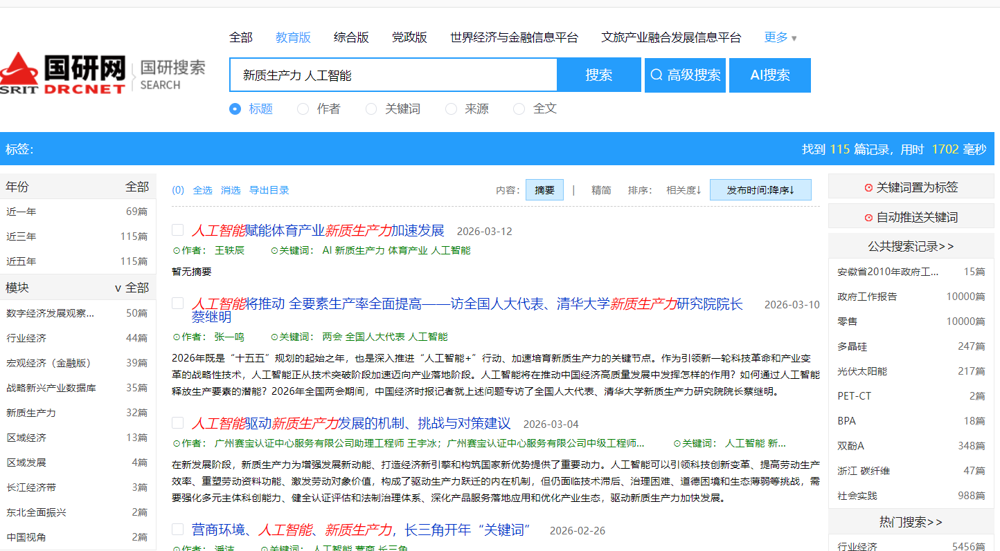 全部 教育版 综合版 党政版 世界经济与金融信息平台 文旅产业融合发展信息平台 更多
国研网 SRIT DRCNET 国研搜索 SEARCH
新质生产力 人工智能 搜索 高级搜索 AI搜索
标题 作者 关键词 来源 全文
标签： 找到 115 篇记录，用时 1702 毫秒
年份 全部
近一年 69篇
近三年 115篇
近五年 115篇
模块 v 全部
数字经济发展观察... 50篇
行业经济 44篇
宏观经济（金融版） 39篇
战略新兴产业数据库 35篇
新质生产力 32篇
区域经济 13篇
区域发展 4篇
长江经济带 3篇
东北全面振兴 2篇
中国视角 2篇
(0) 全选 消选 导出目录 内容： 摘要 | 精简 排序： 相关度↓ 发布时间:降序↓
人工智能赋能体育产业新质生产力加速发展 2026-03-12
⊙作者： 王轶辰 ⊙关键词： AI 新质生产力 体育产业 人工智能
暂无摘要
人工智能将推动 全要素生产率全面提高——访全国人大代表、清华大学新质生产力研究院院长 2026-03-10
蔡继明
⊙作者： 张一鸣 ⊙关键词： 两会 全国人大代表 人工智能
2026年既是“十五五”规划的起始之年，也是深入推进“人工智能+”行动、加速培育新质生产力的关键节点。作为引领新一轮科技革命和产业变
革的战略性技术，人工智能正从技术突破阶段加速迈向产业落地阶段。人工智能将在推动中国经济高质量发展中发挥怎样的作用？如何通过人工智能
释放生产要素的潜能？2026年全国两会期间，中国经济时报记者就上述问题专访了全国人大代表、清华大学新质生产力研究院院长蔡继明。
人工智能驱动新质生产力发展的机制、挑战与对策建议 2026-03-04
⊙作者： 广州赛宝认证中心服务有限公司助理工程师 王宇冰；广州赛宝认证中心服务有限公司中级工程师... ⊙关键词： 人工智能 新...
在新发展阶段，新质生产力为增强发展新动能、打造经济新引擎和构筑国家新优势提供了重要动力。人工智能可以引领科技创新变革、提高劳动生产
效率、重塑劳动资料功能、激发劳动对象价值，构成了驱动生产力跃迁的内在机制，但仍面临技术滞后、治理困难、道德困境和生态薄弱等挑战，需
要强化多元主体科创能力、健全认证评估和法制治理体系、深化产品服务落地应用和优化产业生态，驱动新质生产力加快发展。
营商环境、人工智能、新质生产力，长三角开年“关键词” 2026-02-26
⊙作者： 潘洁 ⊙关键词： 人工智能 营商 长三角
关键词置为标签
自动推送关键词
公共搜索记录>>
安徽省2010年政府工... 15篇
政府工作报告 10000篇
零售 10000篇
多晶硅 247篇
光伏太阳能 217篇
PET-CT 2篇
BPA 18篇
双酚A 348篇
浙江 碳纤维 47篇
社会实践 988篇
热门搜索>>
行业经济 5456篇